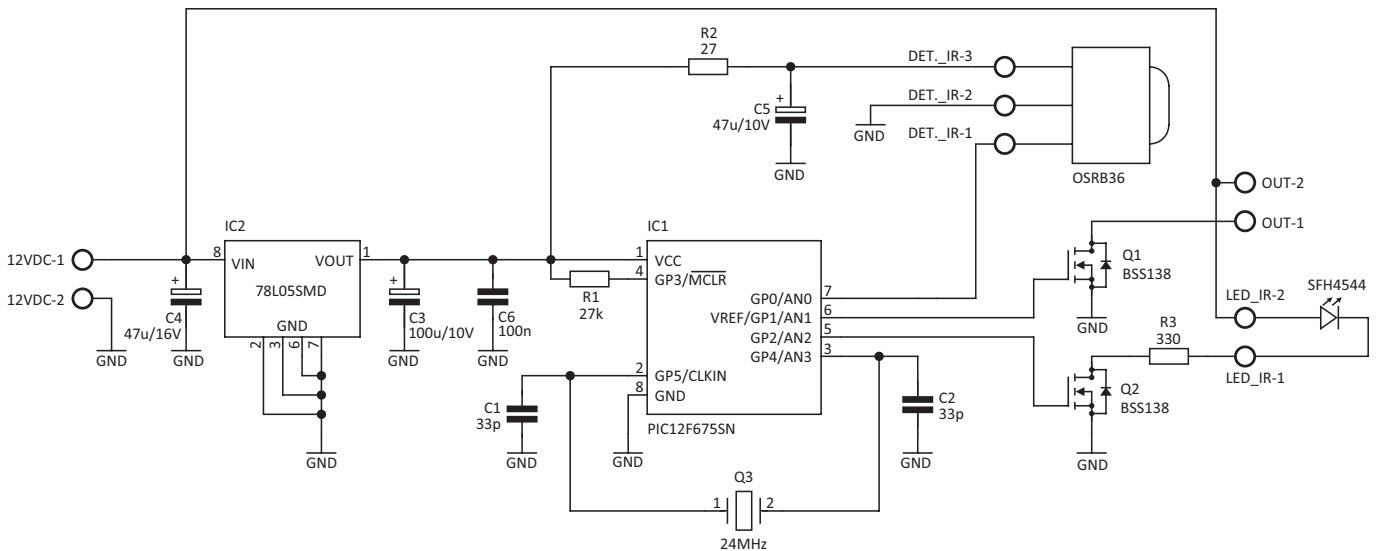 R2
27
DET._IR-3
DET._IR-2
DET._IR-1
+
C5
47u/10V
GND
GND
OSRB36
OUT-2
OUT-1
12VDC-1
12VDC-2
GND
+
C4
47u/16V
GND
IC2
8
VIN
VOUT
1
78L05SMD
GND
2
3
6
7
GND
+
C3
100u/10V
GND
C6
100n
GND
R1
27k
IC1
1
VCC
4
GP3/MCLR
GP0/AN0
7
VREF/GP1/AN1
6
GP2/AN2
5
GP4/AN3
3
2
GP5/CLKIN
8
GND
PIC12F675SN
C1
33p
GND
GND
C2
33p
GND
Q3
1
2
24MHz
Q1
BSS138
GND
LED_IR-2
SFH4544
R3
330
LED_IR-1
Q2
BSS138
GND